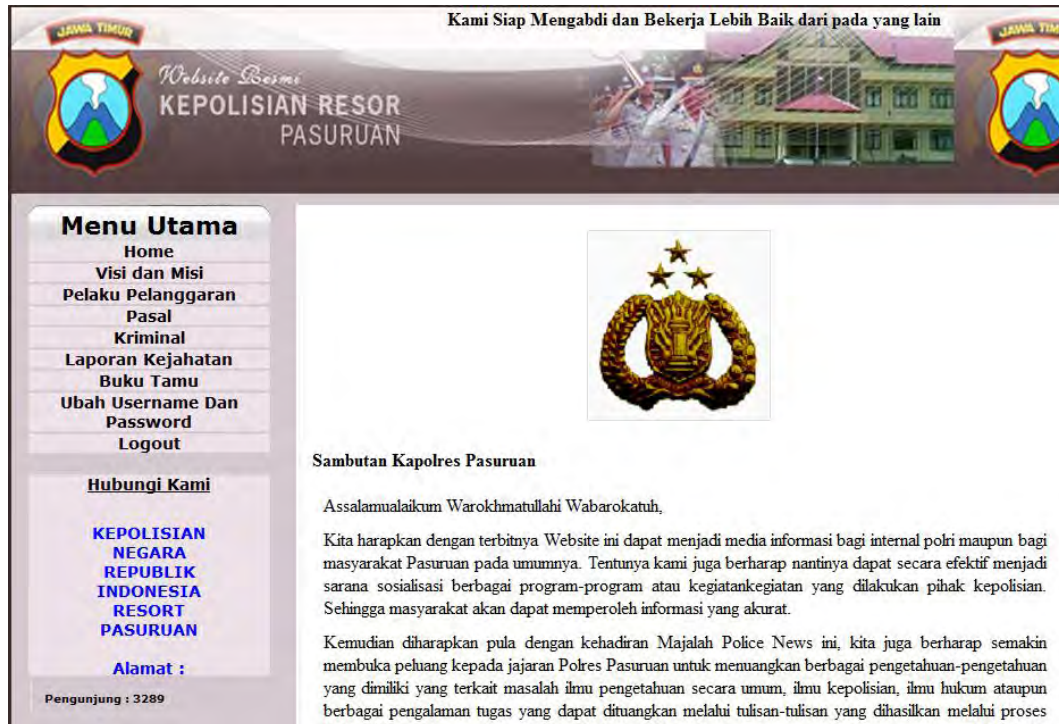 Kami Siap Mengabdi dan Bekerja Lebih Baik dari pada yang lain
JAWA TIMUR
JAWA TIM
Website Resmi
KEPOLISIAN RESOR
PASURUAN
Menu Utama
Home
Visi dan Misi
Pelaku Pelanggaran
Pasal
Kriminal
Laporan Kejahatan
Buku Tamu
Ubah Username Dan
Password
Logout
Hubungi Kami
KEPOLISIAN
NEGARA
REPUBLIK
INDONESIA
RESORT
PASURUAN
Alamat :
Pengunjung : 3289
Sambutan Kapolres Pasuruan
Assalamualaikum Warokhmatullahi Wabarokatuh,
Kita harapkan dengan terbitnya Website ini dapat menjadi media informasi bagi internal polri maupun bagi
masyarakat Pasuruan pada umumnya. Tentunya kami juga berharap nantinya dapat secara efektif menjadi
sarana sosialisasi berbagai program-program atau kegiatankegiatan yang dilakukan pihak kepolisian.
Sehingga masyarakat akan dapat memperoleh informasi yang akurat.
Kemudian diharapkan pula dengan kehadiran Majalah Police News ini, kita juga berharap semakin
membuka peluang kepada jajaran Polres Pasuruan untuk menuangkan berbagai pengetahuan-pengetahuan
yang dimiliki yang terkait masalah ilmu pengetahuan secara umum, ilmu kepolisian, ilmu hukum ataupun
berbagai pengalaman tugas yang dapat dituangkan melalui tulisan-tulisan yang dihasilkan melalui proses